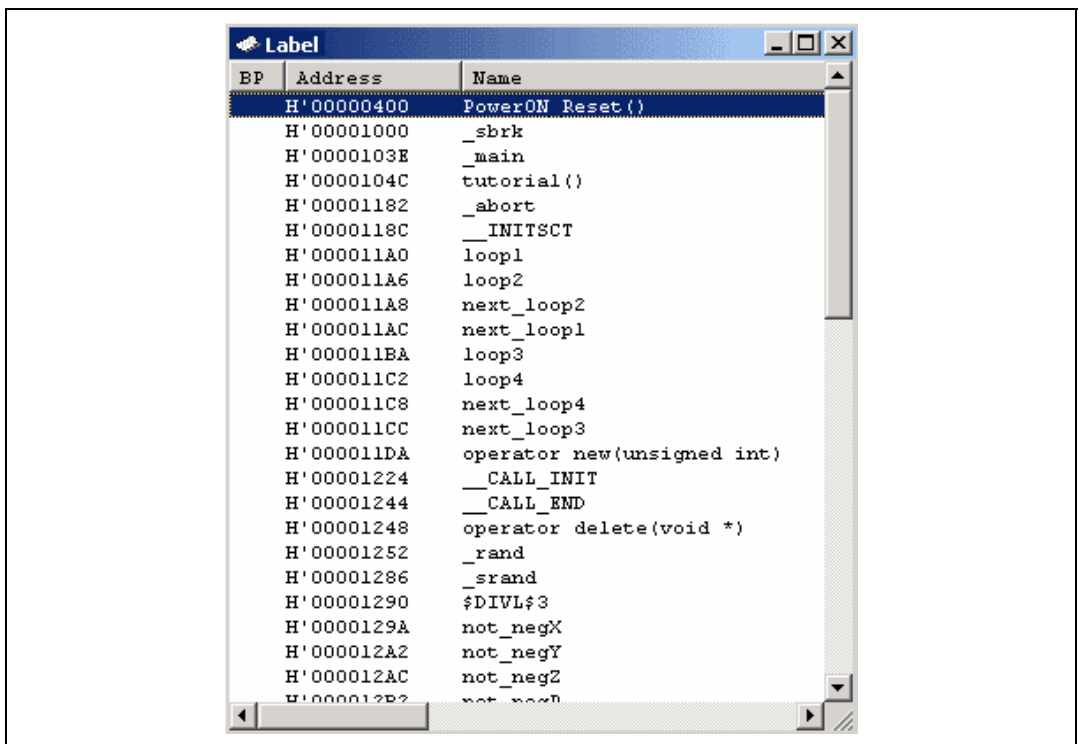 Label
BP Address Name
H'00000400 PowerON_Reset()
H'00001000 _sbrk
H'0000103E _main
H'0000104C tutorial()
H'00001182 _abort
H'0000118C __INITSCT
H'000011A0 loop1
H'000011A6 loop2
H'000011A8 next_loop2
H'000011AC next_loop1
H'000011BA loop3
H'000011C2 loop4
H'000011C8 next_loop4
H'000011CC next_loop3
H'000011DA operator new(unsigned int)
H'00001224 __CALL_INIT
H'00001244 __CALL_END
H'00001248 operator delete(void *)
H'00001252 _rand
H'00001286 _srand
H'00001290 $DIVL$3
H'0000129A not_negX
H'000012A2 not_negY
H'000012AC not_negZ